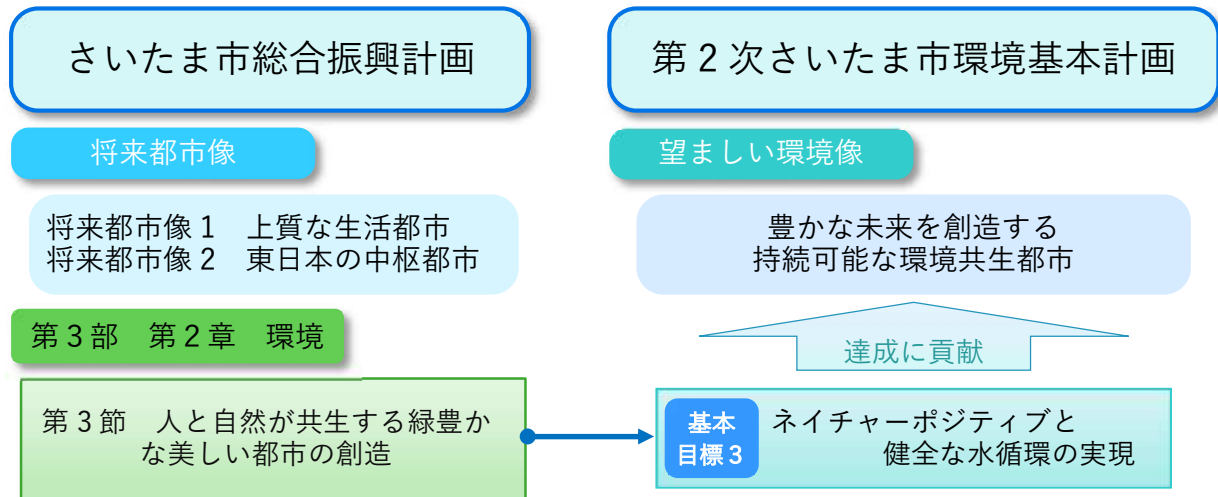 さいたま市総合振興計画
将来都市像
将来都市像１　上質な生活都市
将来都市像２　東日本の中枢都市
第３部　第２章　環境
第３節　人と自然が共生する緑豊か
な美しい都市の創造
第２次さいたま市環境基本計画
望ましい環境像
豊かな未来を創造する
持続可能な環境共生都市
達成に貢献
基本
目標３
ネイチャーポジティブと
健全な水循環の実現